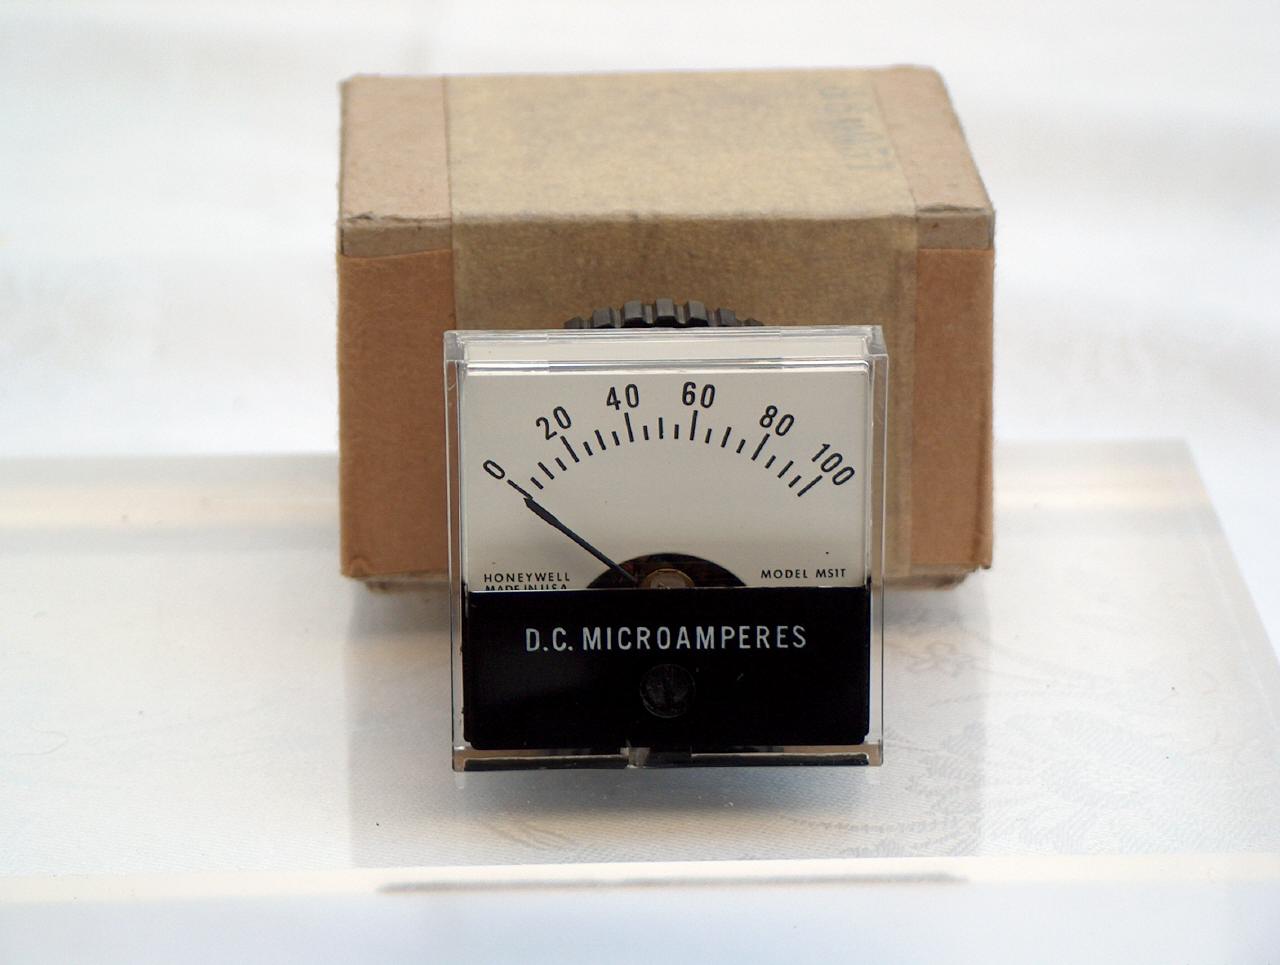 0 20 40 60 80 100
HONEYWELL
MADE IN U.S.A
MODEL MS1T
D.C. MICROAMPERES